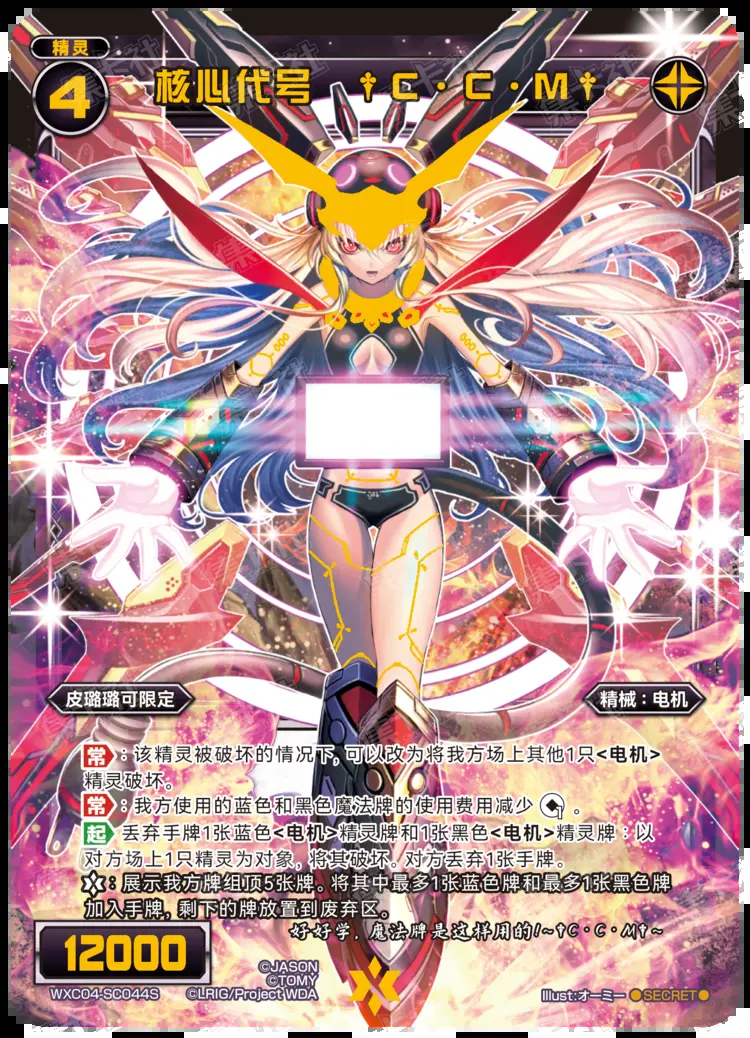 精灵
4
核心代号 †C·C·M†
皮璐璐可限定
精械：电机
常：该精灵被破坏的情况下，可以改为将我方场上其他1只<电机>
精灵破坏。
常：我方使用的蓝色和黑色魔法牌的使用费用减少 。
起 丢弃手牌1张蓝色<电机>精灵牌和1张黑色<电机>精灵牌：以
对方场上1只精灵为对象，将其破坏。对方丢弃1张手牌。
：展示我方牌组顶5张牌。将其中最多1张蓝色牌和最多1张黑色牌
加入手牌，剩下的牌放置到废弃区。
好好学，魔法牌是这样用的！~†C·C·M†~
12000
©JASON
©TOMY
WXC04-SC044S ©LRIG/Project WDA
Illust:オーミー ●SECRET●
集卡社